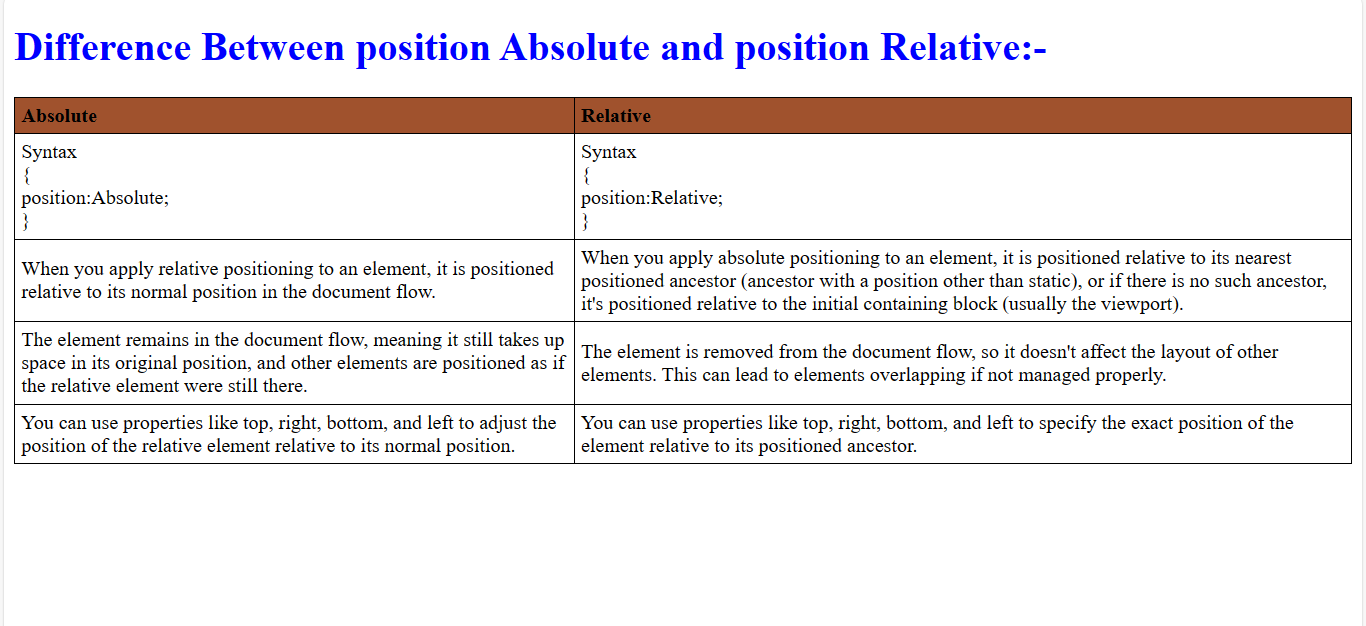 Difference Between position Absolute and position Relative:-
Absolute
Relative
Syntax
{
position:Absolute;
}
Syntax
{
position:Relative;
}
When you apply relative positioning to an element, it is positioned
relative to its normal position in the document flow.
When you apply absolute positioning to an element, it is positioned relative to its nearest
positioned ancestor (ancestor with a position other than static), or if there is no such ancestor,
it's positioned relative to the initial containing block (usually the viewport).
The element remains in the document flow, meaning it still takes up
space in its original position, and other elements are positioned as if
the relative element were still there.
The element is removed from the document flow, so it doesn't affect the layout of other
elements. This can lead to elements overlapping if not managed properly.
You can use properties like top, right, bottom, and left to adjust the
position of the relative element relative to its normal position.
You can use properties like top, right, bottom, and left to specify the exact position of the
element relative to its positioned ancestor.